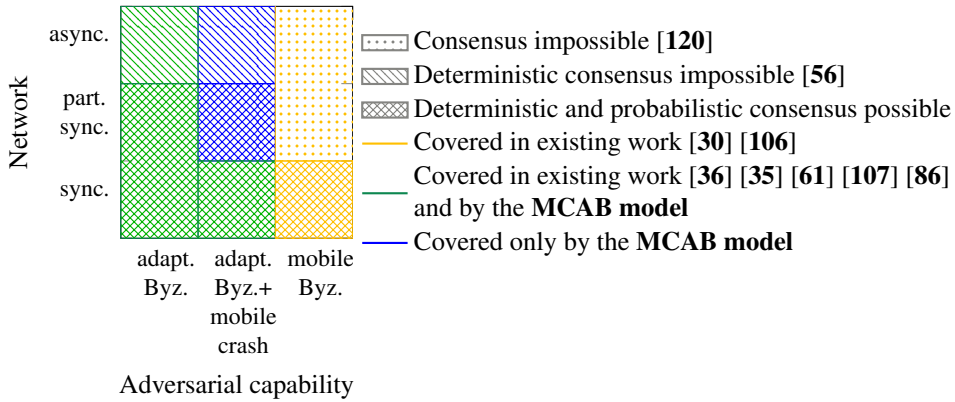 Network
async.
part.
sync.
sync.
adapt.
Byz.
adapt.
Byz.+
mobile
crash
mobile
Byz.
Adversarial capability
Consensus impossible [120]
Deterministic consensus impossible [56]
Deterministic and probabilistic consensus possible
Covered in existing work [30] [106]
Covered in existing work [36] [35] [61] [107] [86]
and by the MCAB model
Covered only by the MCAB model